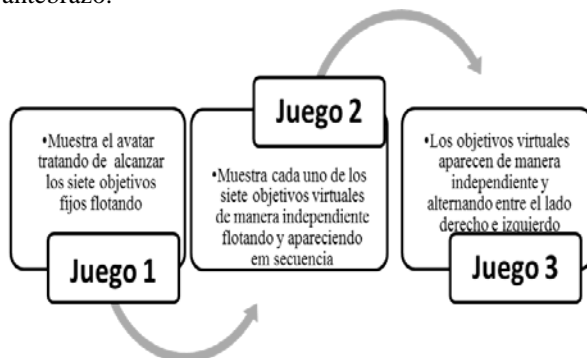 antebrazo.
•Muestra el avatar
tratando de alcanzar
los siete objetivos
fijos flotando
Juego 1
Juego 2
•Muestra cada uno de los
siete objetivos virtuales
de manera independiente
flotando y apareciendo
em secuencia
•Los objetivos virtuales
aparecen de manera
independiente y
alternando entre el lado
derecho e izquierdo
Juego 3